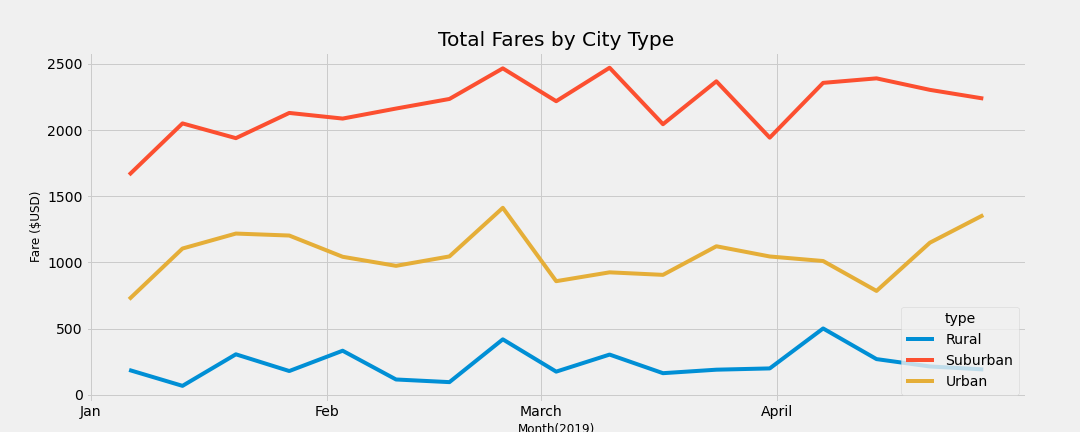 Total Fares by City Type
2500
2000
1500
1000
500
0
Fare ($USD)
Jan Feb March April
Month(2019)
type
Rural
Suburban
Urban